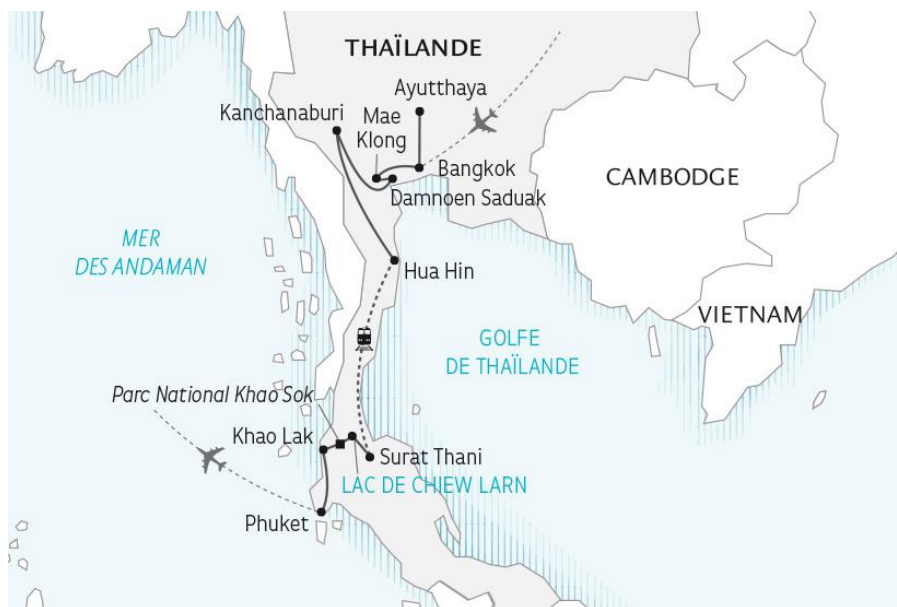 THAÏLANDE
Ayutthaya
Kanchanaburi
Mae
Klong
Bangkok
Damnoen Saduak
CAMBODGE
MER
DES ANDAMAN
Hua Hin
VIETNAM
GOLFE
DE THAÏLANDE
Parc National Khao Sok
Khao Lak
Surat Thani
LAC DE CHIEW LARN
Phuket